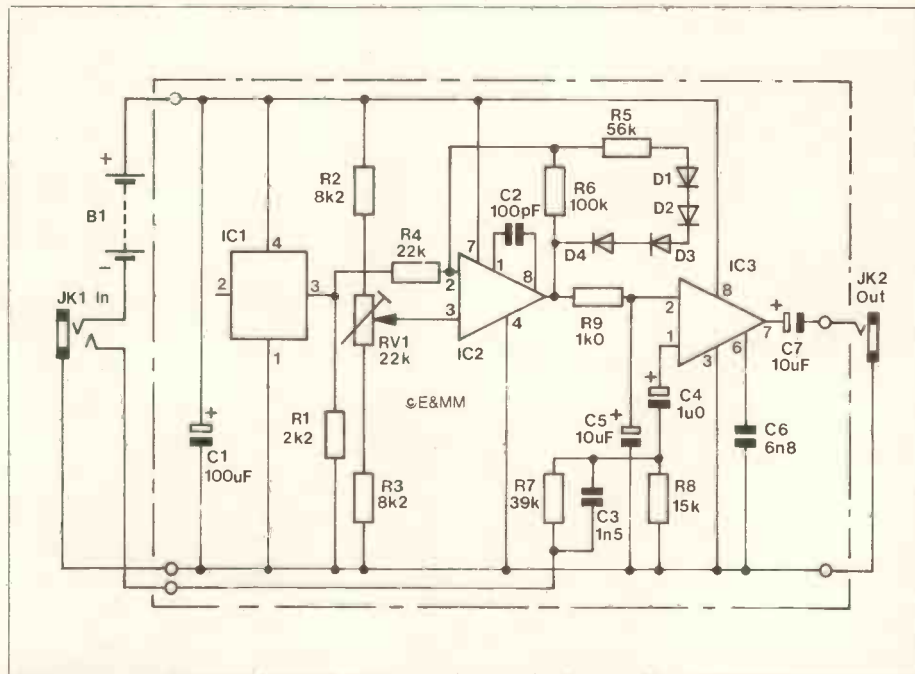 +
B1
−
JK1 In
C1
+
100uF
IC1
2
4
3
1
R1
2k2
R2
8k2
RV1
22k
R3
8k2
R4
22k
2
3
7
1
8
4
IC2
C2
100pF
R6
100k
R5
56k
D1
D2
D3
D4
R9
1k0
©E&MM
C5
10uF
+
R7
39k
C3
1n5
R8
15k
+
C4
1u0
IC3
2
1
8
3
6
7
C6
6n8
+
C7
10uF
JK2
Out